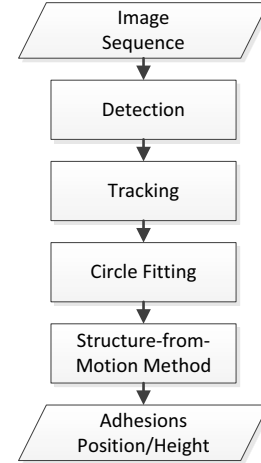 Image
Sequence
Detection
Tracking
Circle Fitting
Structure-from-
Motion Method
Adhesions
Position/Height